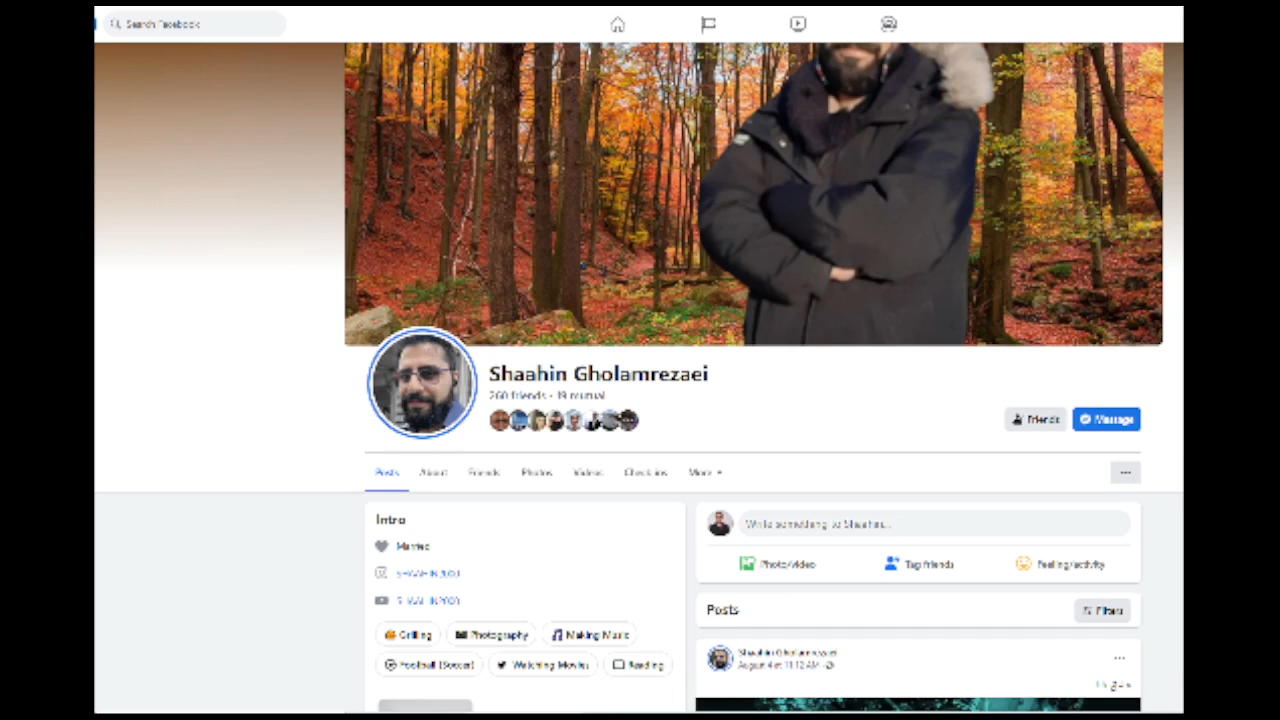 Search Facebook
Shaahin Gholamrezaei
260 friends · 19 mutual
Friends
Message
Posts About Friends Photos Videos Check-ins More
Intro
Married
Grilling Photography Making Music
Football (Soccer) Watching Movies Reading
Write something to Shaahin...
Photo/video Tag friends Feeling/activity
Posts
Filters
Shaahin Gholamrezaei
August 4 at 11:12 AM